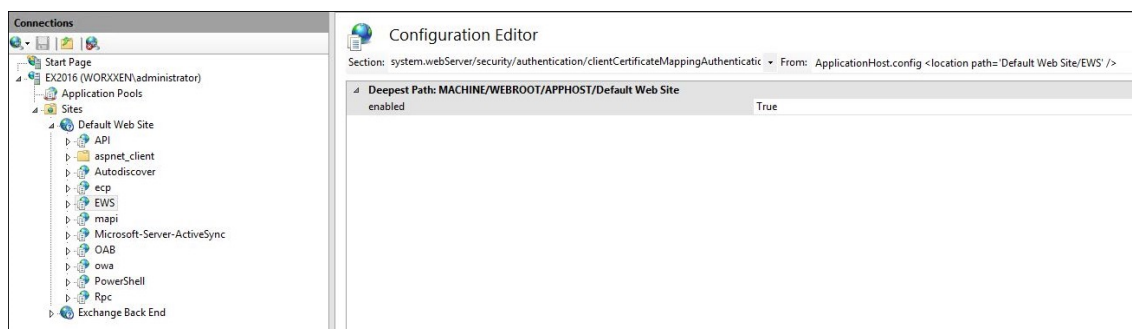 Connections
Start Page
EX2016 (WORXXEN\administrator)
Application Pools
Sites
Default Web Site
API
aspnet_client
Autodiscover
ecp
EWS
mapi
Microsoft-Server-ActiveSync
OAB
owa
PowerShell
Rpc
Exchange Back End
Configuration Editor
Section: system.webServer/security/authentication/clientCertificateMappingAuthenticatic From: ApplicationHost.config <location path='Default Web Site/EWS' />
Deepest Path: MACHINE/WEBROOT/APPHOST/Default Web Site
enabled True